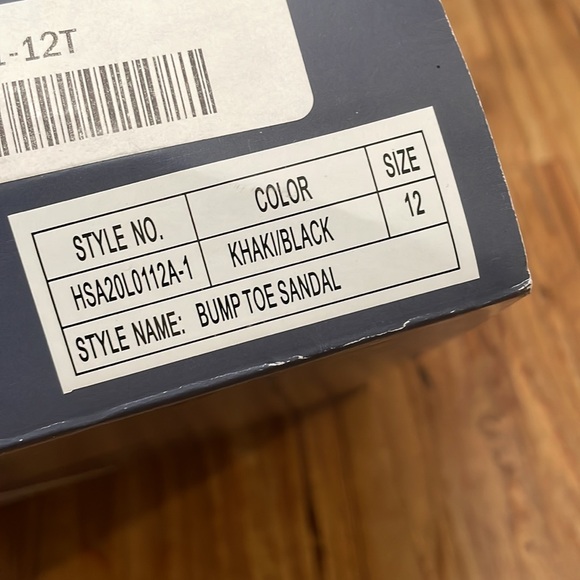 -12T
STYLE NO. COLOR SIZE
HSA20L0112A-1 KHAKI/BLACK 12
STYLE NAME: BUMP TOE SANDAL